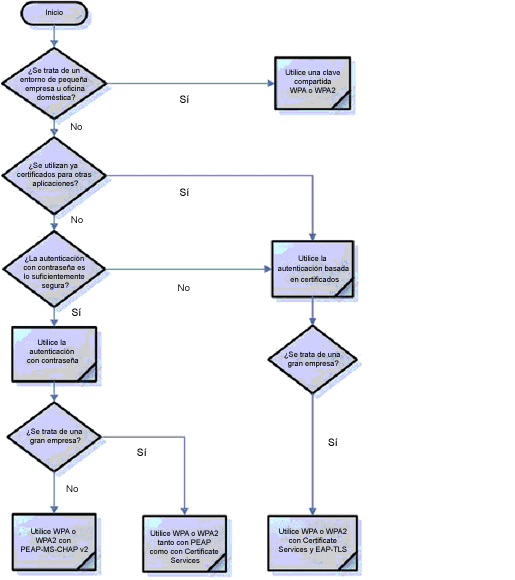 Inicio
¿Se trata de un
entorno de pequeña
empresa u oficina
doméstica?
Sí
Utilice una clave
compartida
WPA o WPA2
No
¿Se utilizan ya
certificados para otras
aplicaciones?
Sí
No
¿La autenticación
con contraseña es
lo suficientemente
segura?
No
Utilice la
autenticación basada
en certificados
Sí
Utilice la
autenticación
con contraseña
¿Se trata de una
gran empresa?
¿Se trata de una
gran empresa?
Sí
Sí
No
Utilice WPA o
WPA2 con
PEAP-MS-CHAP v2
Utilice WPA o WPA2
tanto con PEAP
como con Certificate
Services
Utilice WPA o WPA2
con Certificate
Services y EAP-TLS